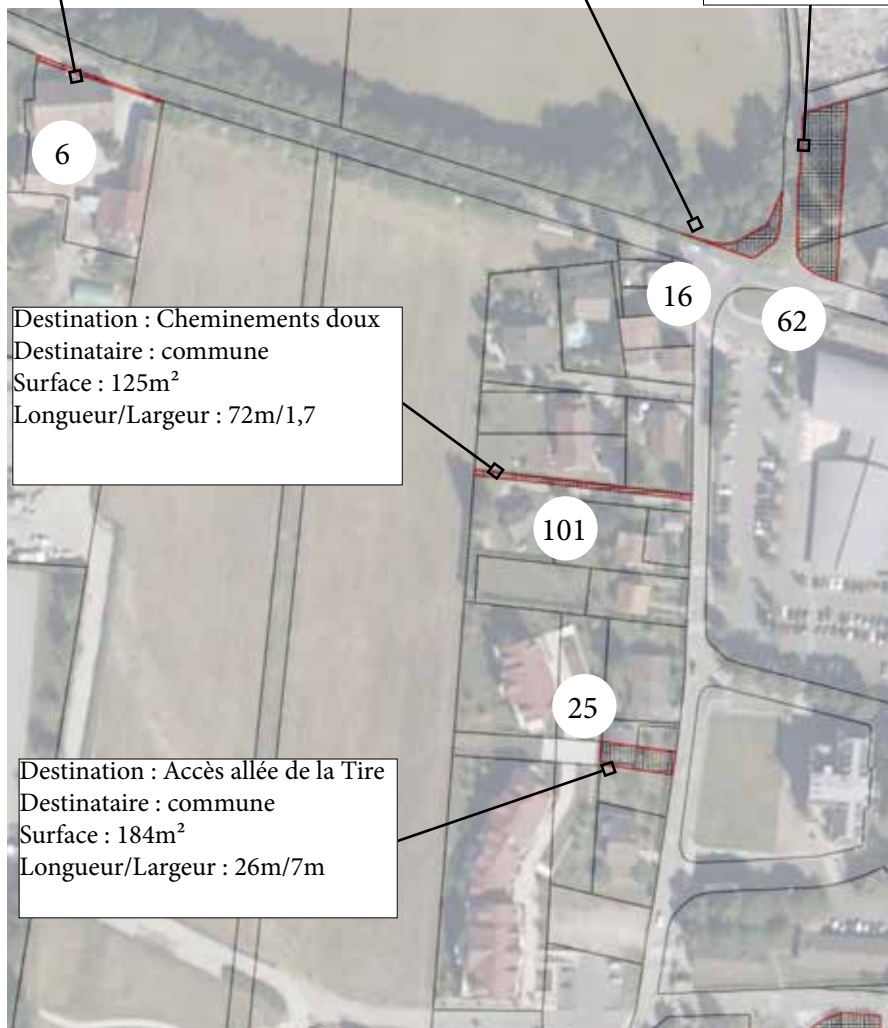 6
16
62
Destination : Cheminements doux
Destinataire : commune
Surface : 125m²
Longueur/Largeur : 72m/1,7
101
25
Destination : Accès allée de la Tire
Destinataire : commune
Surface : 184m²
Longueur/Largeur : 26m/7m